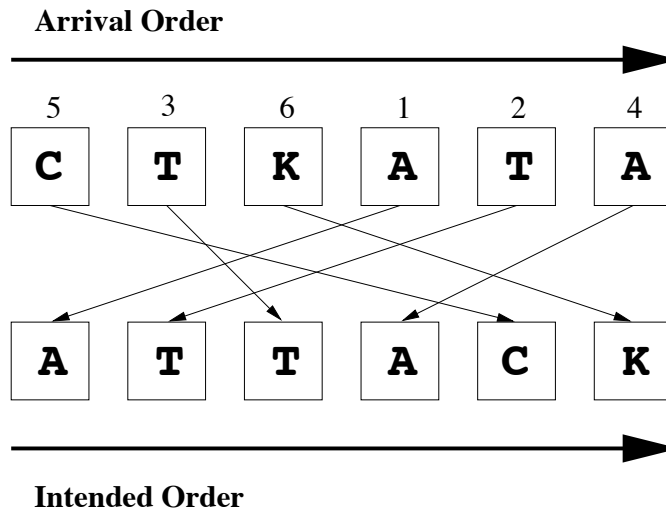 Arrival Order
5 3 6 1 2 4
C T K A T A
A T T A C K
Intended Order